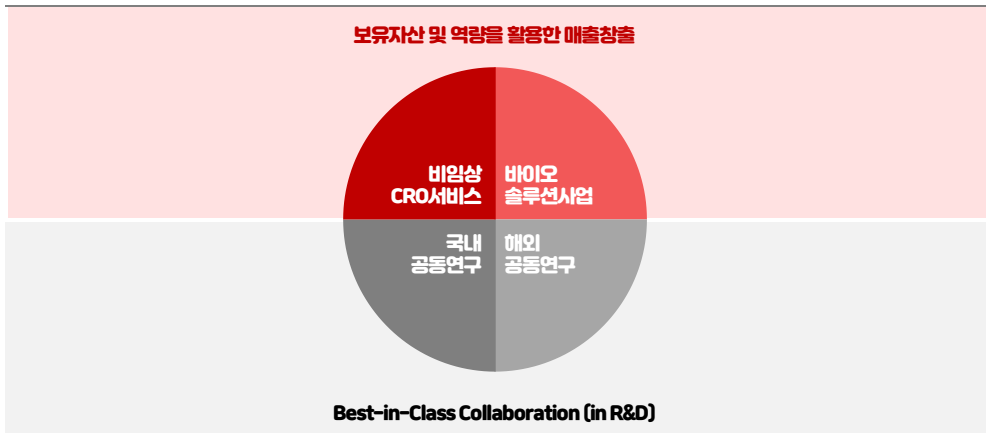 보유자산 및 역량을 활용한 매출창출
비임상
CRO서비스
바이오
솔루션사업
국내
공동연구
해외
공동연구
Best-in-Class Collaboration (in R&D)